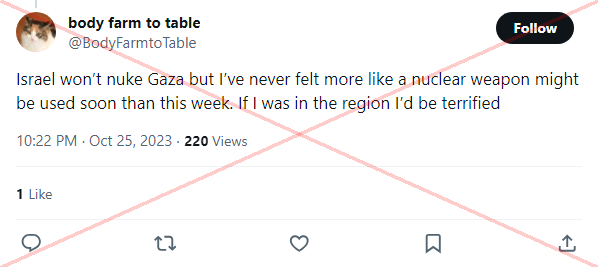 body farm to table
Follow
@BodyFarmtoTable
Israel won’t nuke Gaza but I’ve never felt more like a nuclear weapon might
be used soon than this week. If I was in the region I’d be terrified
10:22 PM · Oct 25, 2023 · 220 Views
1 Like